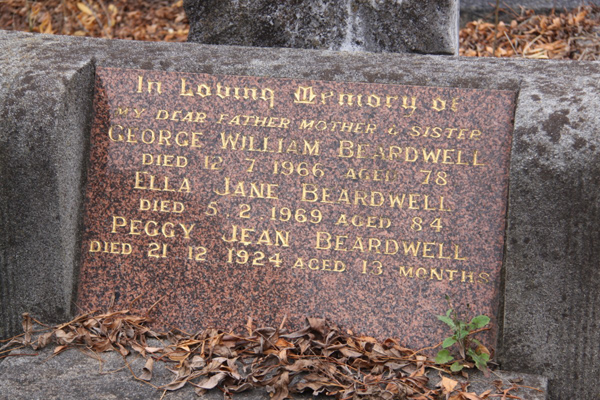 In Loving Memory of
MY DEAR FATHER MOTHER & SISTER
GEORGE WILLIAM BEARDWELL
DIED 12 7 1966 AGED 78
ELLA JANE BEARDWELL
DIED 5 2 1969 AGED 84
PEGGY JEAN BEARDWELL
DIED 21 12 1924 AGED 13 MONTHS